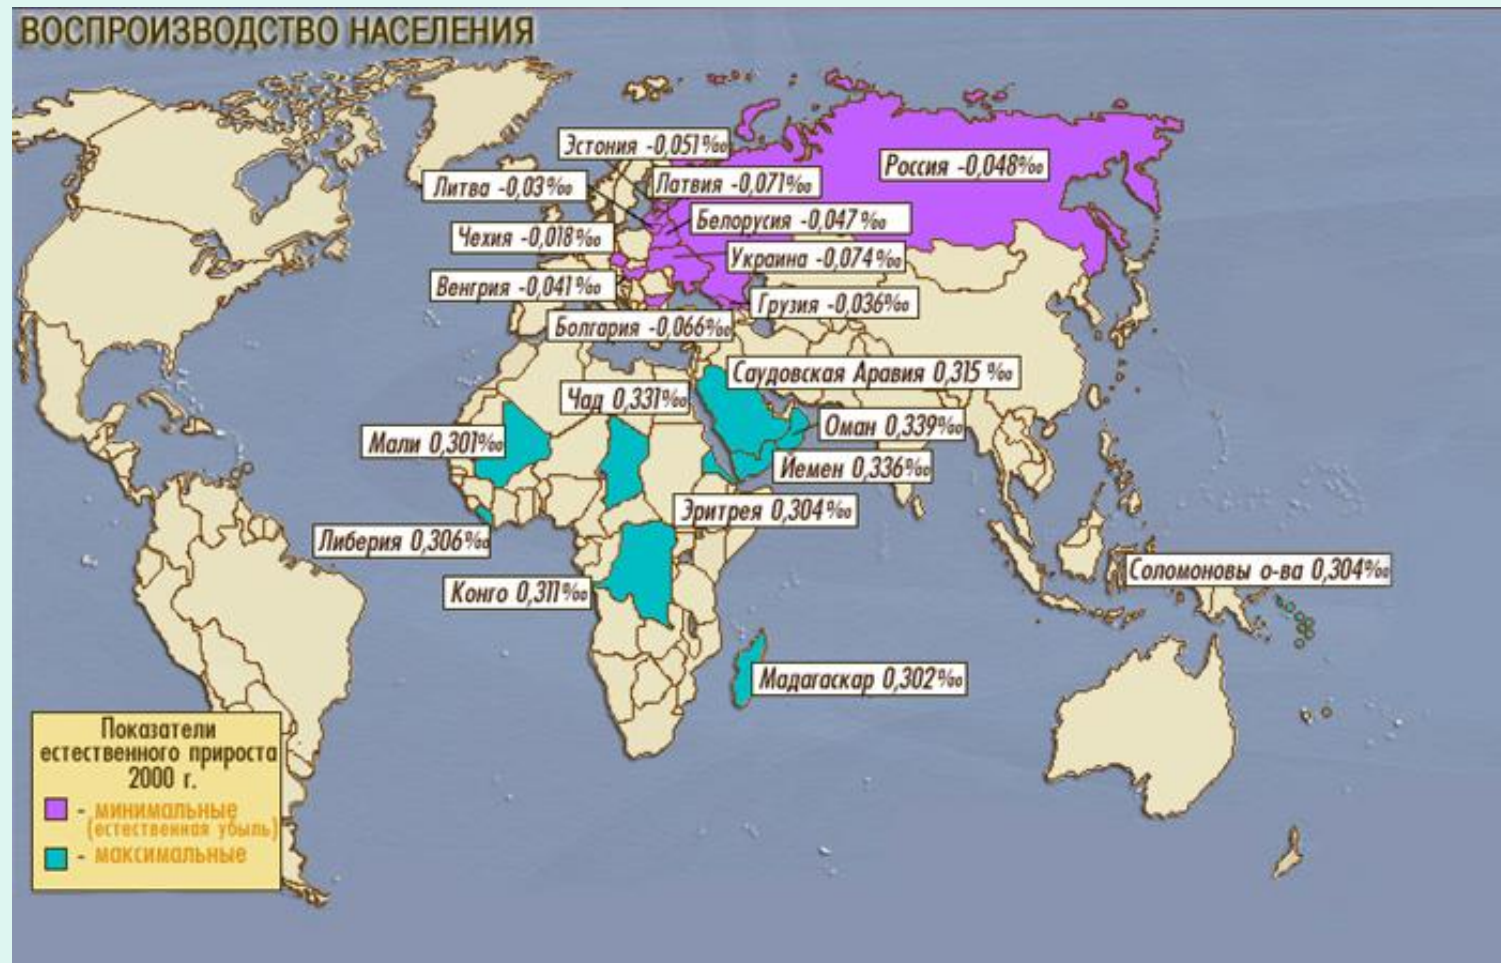 ВОСПРОИЗВОДСТВО НАСЕЛЕНИЯ
Эстония -0,051‰
Россия -0,048‰
Литва -0,03‰
Латвия -0,071‰
Белорусия -0,047‰
Чехия -0,018‰
Украина -0,074‰
Венгрия -0,041‰
Грузия -0,036‰
Болгария -0,066‰
Саудовская Аравия 0,315 ‰
Чад 0,331‰
Оман 0,339‰
Мали 0,301‰
Йемен 0,336‰
Эритрея 0,304‰
Либерия 0,306‰
Соломоновы о-ва 0,304‰
Конго 0,311‰
Мадагаскар 0,302‰
Показатели
естественного прироста
2000 г.
- минимальные
(естественная убыль)
- максимальные